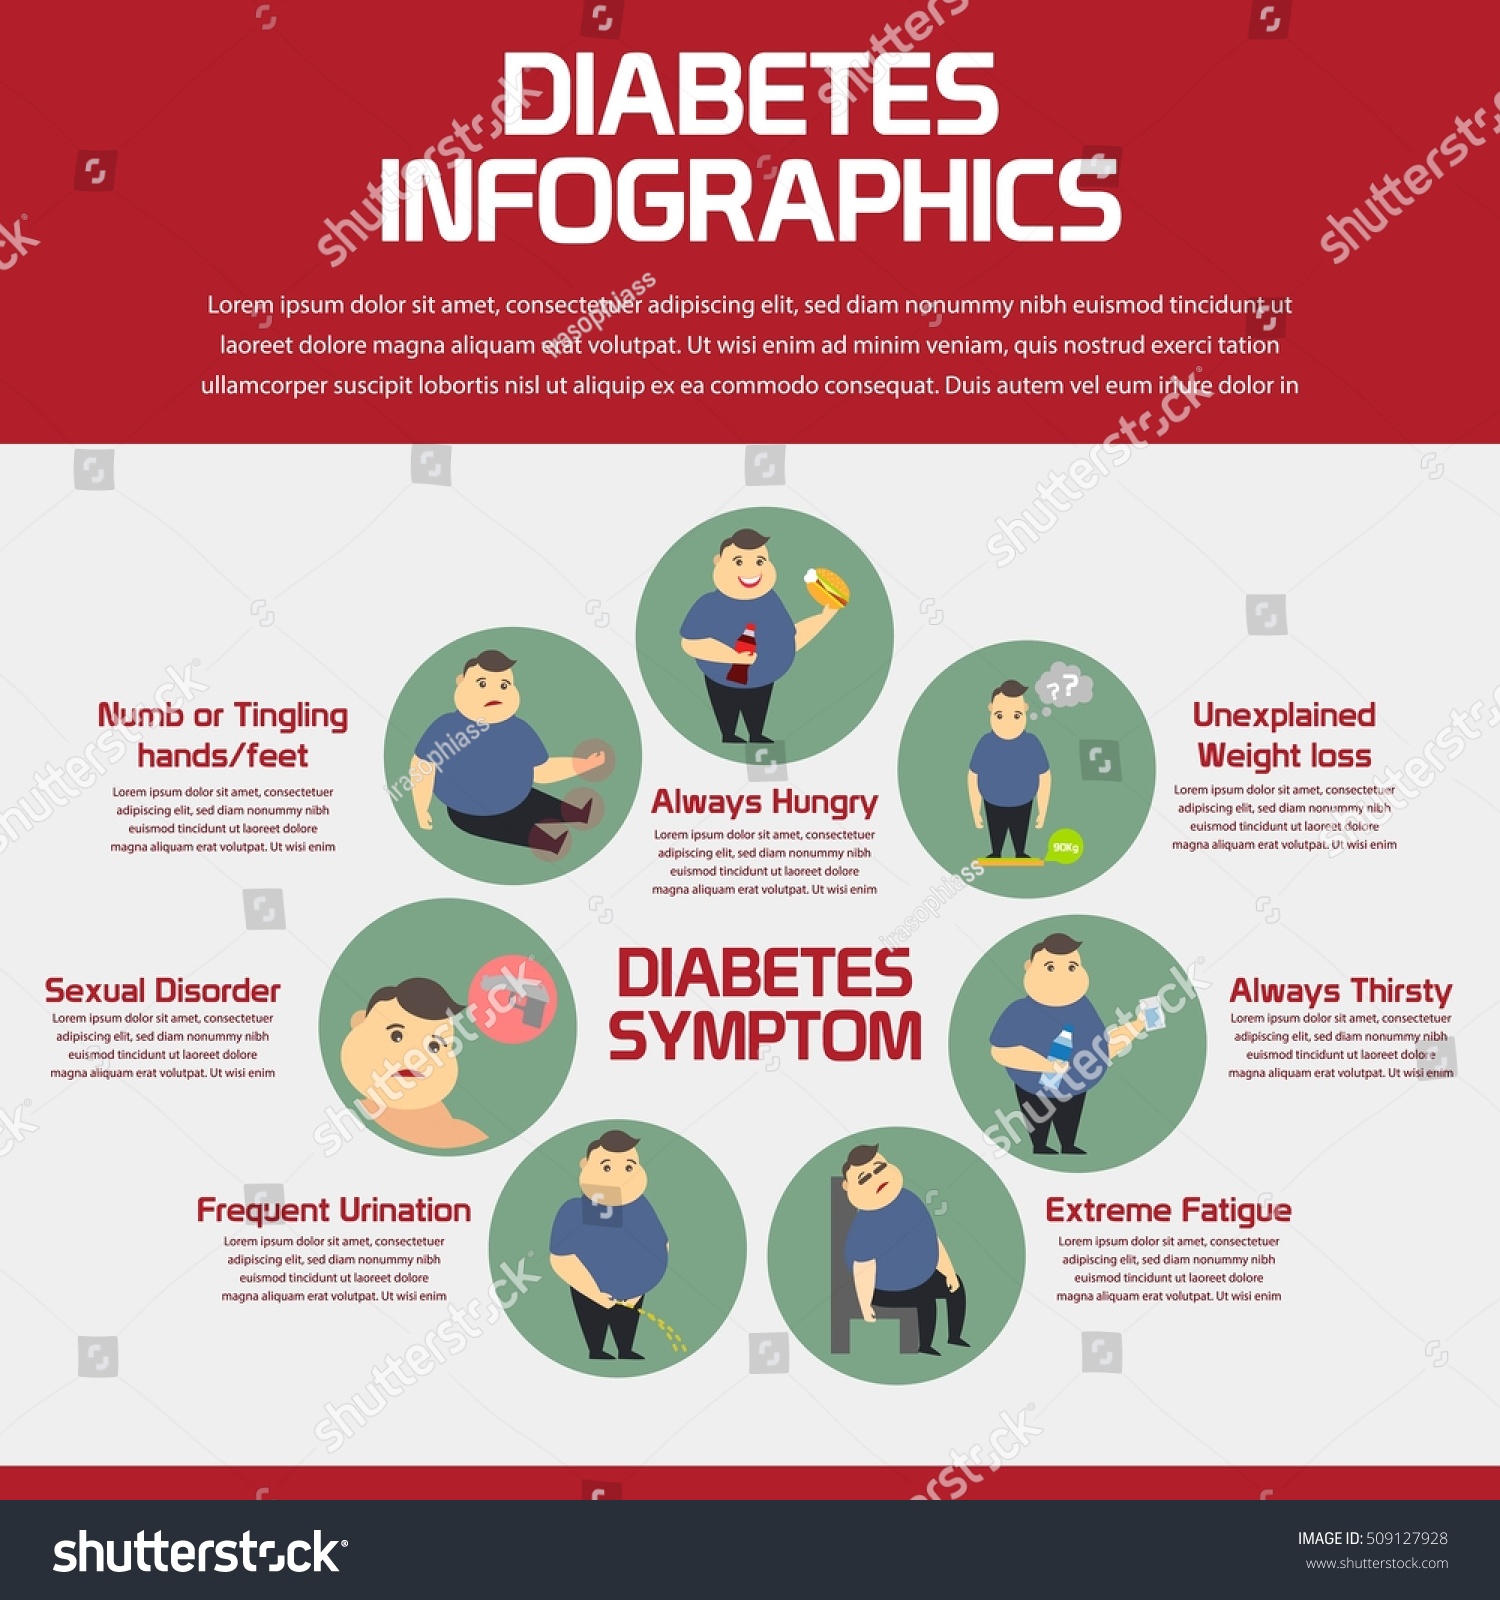 DIABETES
INFOGRAPHICS
Lorem ipsum dolor sit amet, consectetuer adipiscing elit, sed diam nonummy nibh euismod tincidunt ut
laoreet dolore magna aliquam erat volutpat. Ut wisi enim ad minim veniam, quis nostrud exerci tation
ullamcorper suscipit lobortis nisl ut aliquip ex ea commodo consequat. Duis autem vel eum iriure dolor in
Always Hungry
Lorem ipsum dolor sit amet, consectetuer
adipiscing elit, sed diam nonummy nibh
euismod tincidunt ut laoreet dolore
magna aliquam erat volutpat. Ut wisi enim
Numb or Tingling
hands/feet
Lorem ipsum dolor sit amet, consectetuer
adipiscing elit, sed diam nonummy nibh
euismod tincidunt ut laoreet dolore
magna aliquam erat volutpat. Ut wisi enim
??
90Kg
Unexplained
Weight loss
Lorem ipsum dolor sit amet, consectetuer
adipiscing elit, sed diam nonummy nibh
euismod tincidunt ut laoreet dolore
magna aliquam erat volutpat. Ut wisi enim
DIABETES
SYMPTOM
Sexual Disorder
Lorem ipsum dolor sit amet, consectetuer
adipiscing elit, sed diam nonummy nibh
euismod tincidunt ut laoreet dolore
magna aliquam erat volutpat. Ut wisi enim
Always Thirsty
Lorem ipsum dolor sit amet, consectetuer
adipiscing elit, sed diam nonummy nibh
euismod tincidunt ut laoreet dolore
magna aliquam erat volutpat. Ut wisi enim
Frequent Urination
Lorem ipsum dolor sit amet, consectetuer
adipiscing elit, sed diam nonummy nibh
euismod tincidunt ut laoreet dolore
magna aliquam erat volutpat. Ut wisi enim
Extreme Fatigue
Lorem ipsum dolor sit amet, consectetuer
adipiscing elit, sed diam nonummy nibh
euismod tincidunt ut laoreet dolore
magna aliquam erat volutpat. Ut wisi enim
shutterstock
irasophiass
shutterstock
IMAGE ID: 509127928
www.shutterstock.com